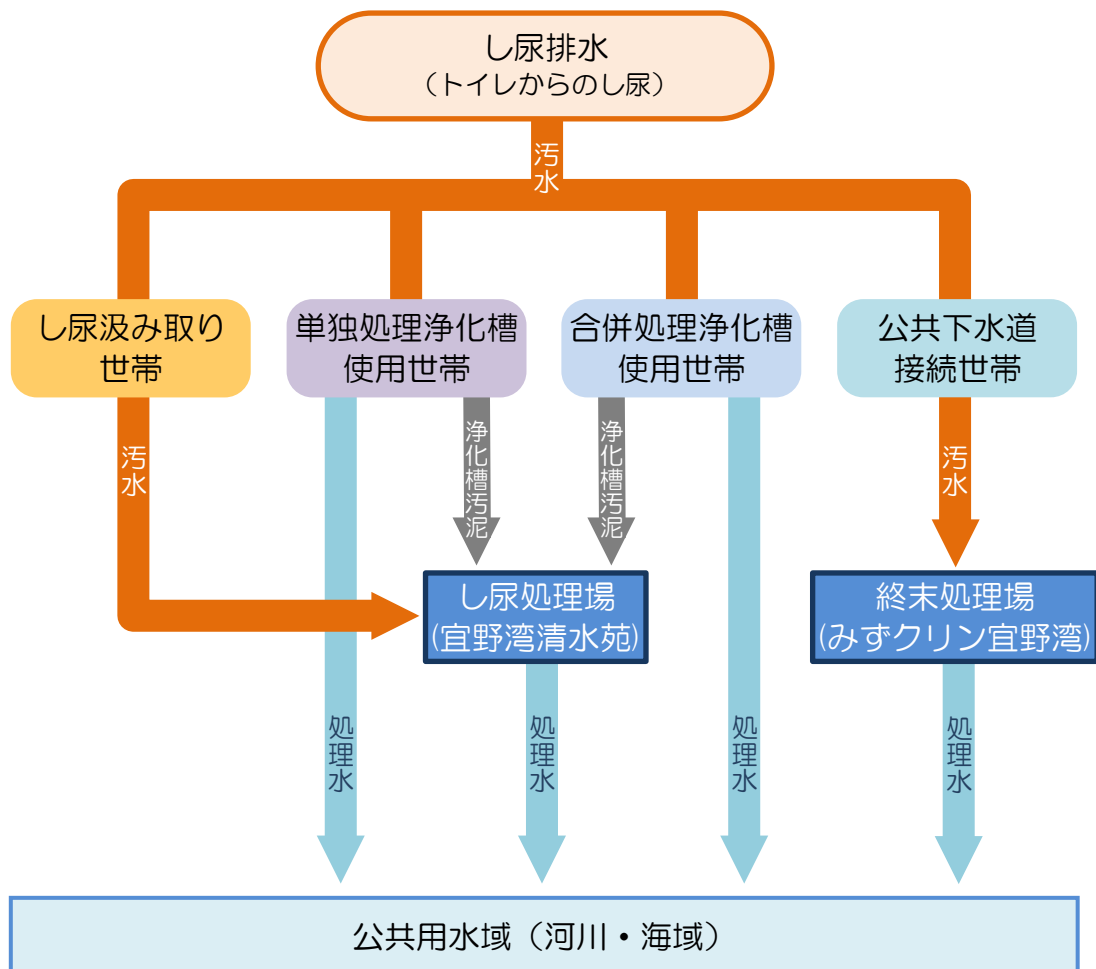 し尿排水
（トイレからのし尿）
汚水
し尿汲み取り
世帯
単独処理浄化槽
使用世帯
合併処理浄化槽
使用世帯
公共下水道
接続世帯
汚水
浄化槽汚泥
浄化槽汚泥
汚水
し尿処理場
(宜野湾清水苑)
終末処理場
(みずクリン宜野湾)
処理水
処理水
処理水
処理水
公共用水域（河川・海域）